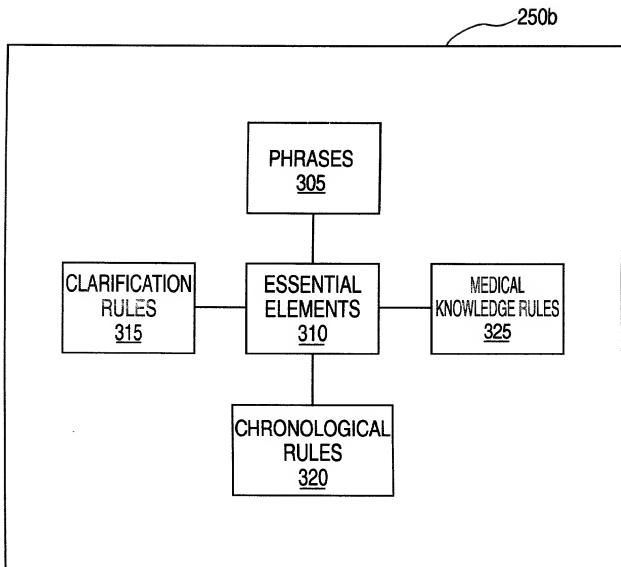 250b
PHRASES
305
CLARIFICATION
RULES
315
ESSENTIAL
ELEMENTS
310
MEDICAL
KNOWLEDGE RULES
325
CHRONOLOGICAL
RULES
320